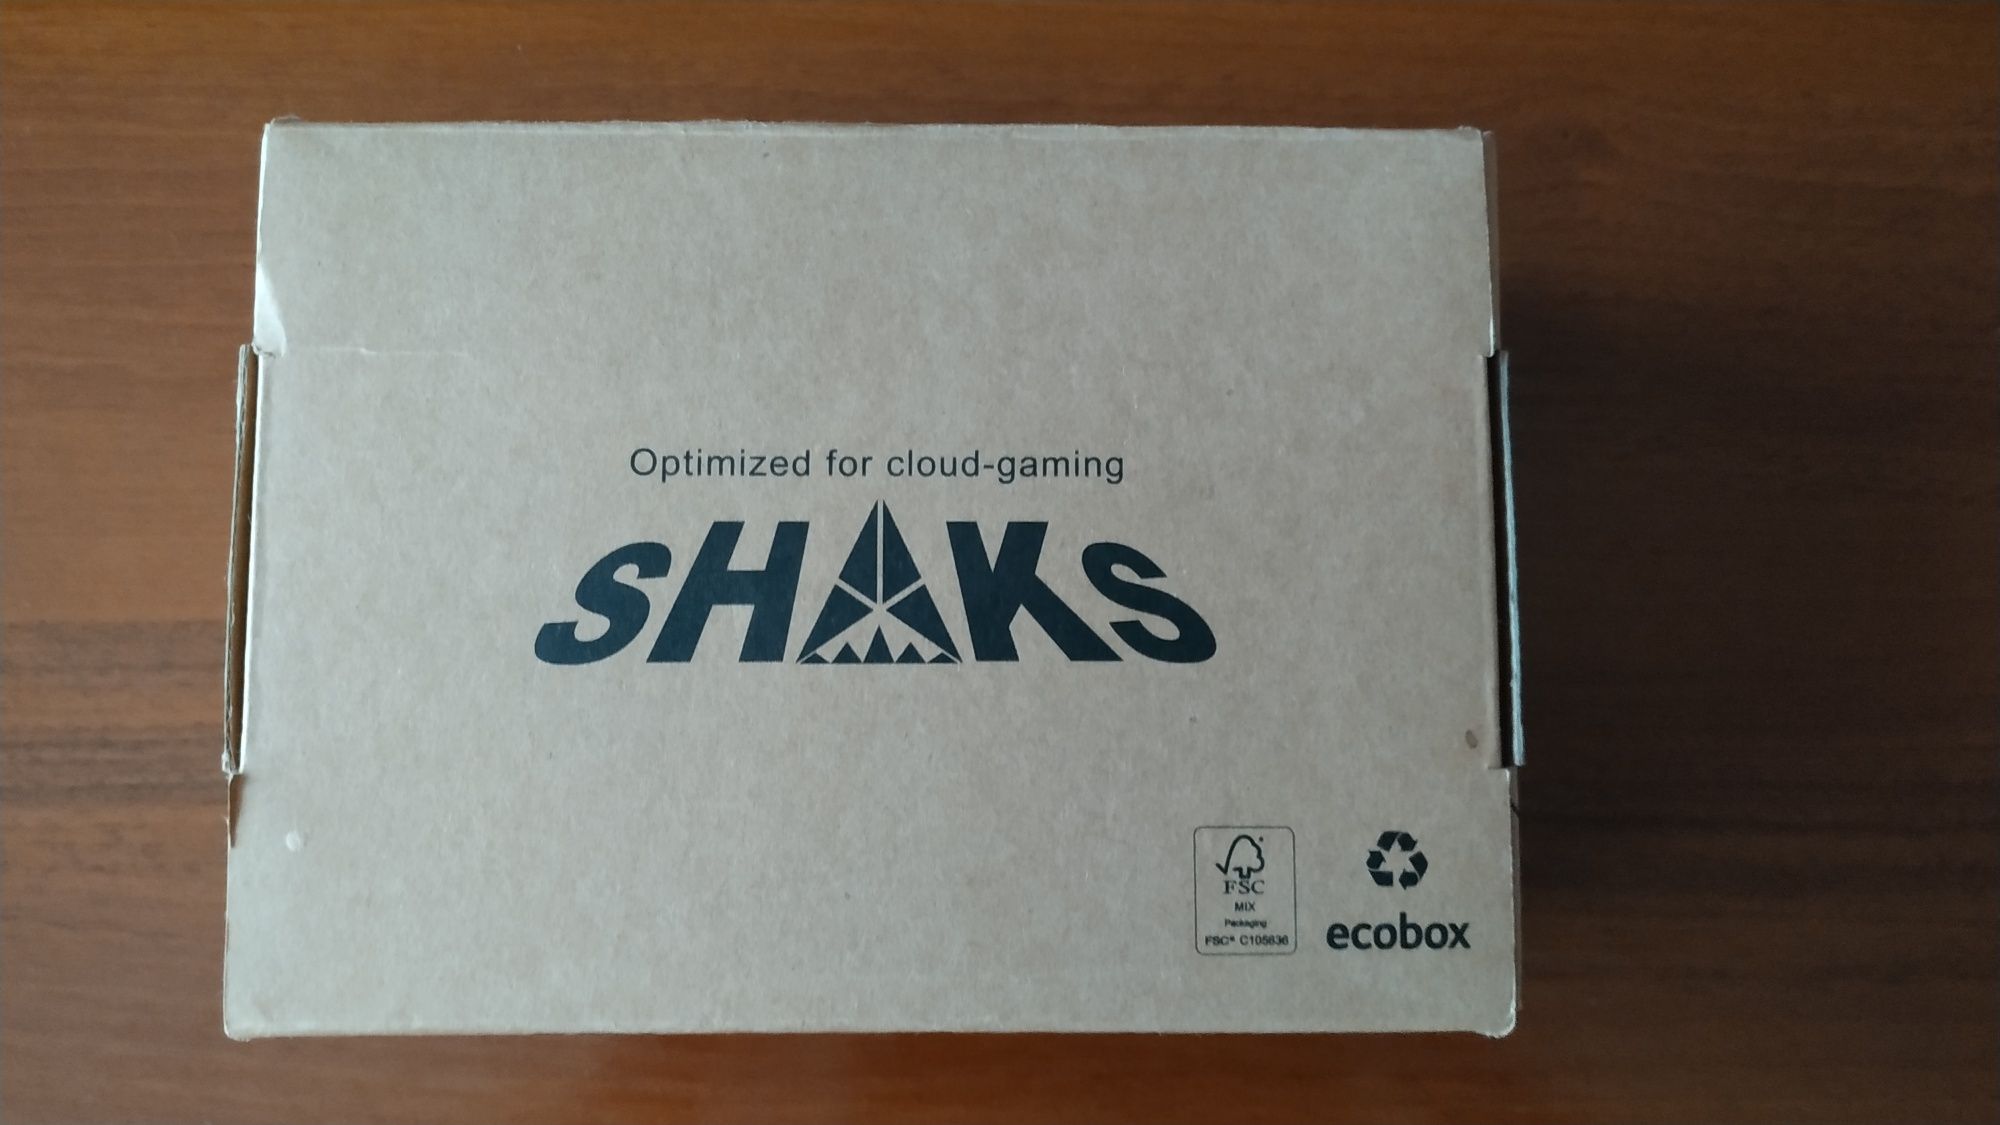 Optimized for cloud-gaming
SHAKS
FSC
MIX
Packaging
FSC® C105636
ecobox